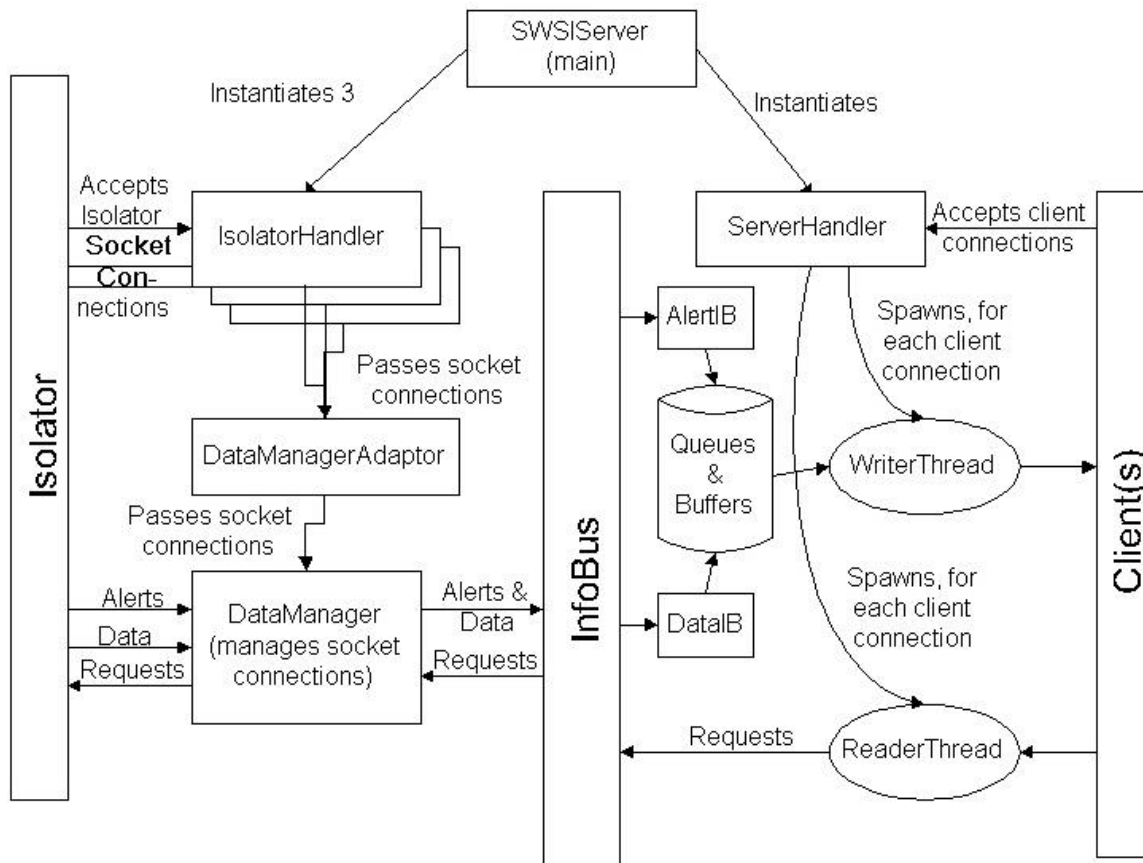 SWSIServer
(main)
Instantiates 3
Instantiates
Accepts
Isolator
Socket
Con-
nections
IsolatorHandler
ServerHandler
Accepts client
connections
AlertIB
Spawns, for
each client
connection
Passes socket
connections
Isolator
DataManagerAdaptor
Queues
&
Buffers
WriterThread
InfoBus
Client(s)
Passes socket
connections
Alerts
Data
Requests
DataManager
(manages socket
connections)
Alerts &
Data
Requests
DataIB
Spawns, for
each client
connection
Requests
ReaderThread